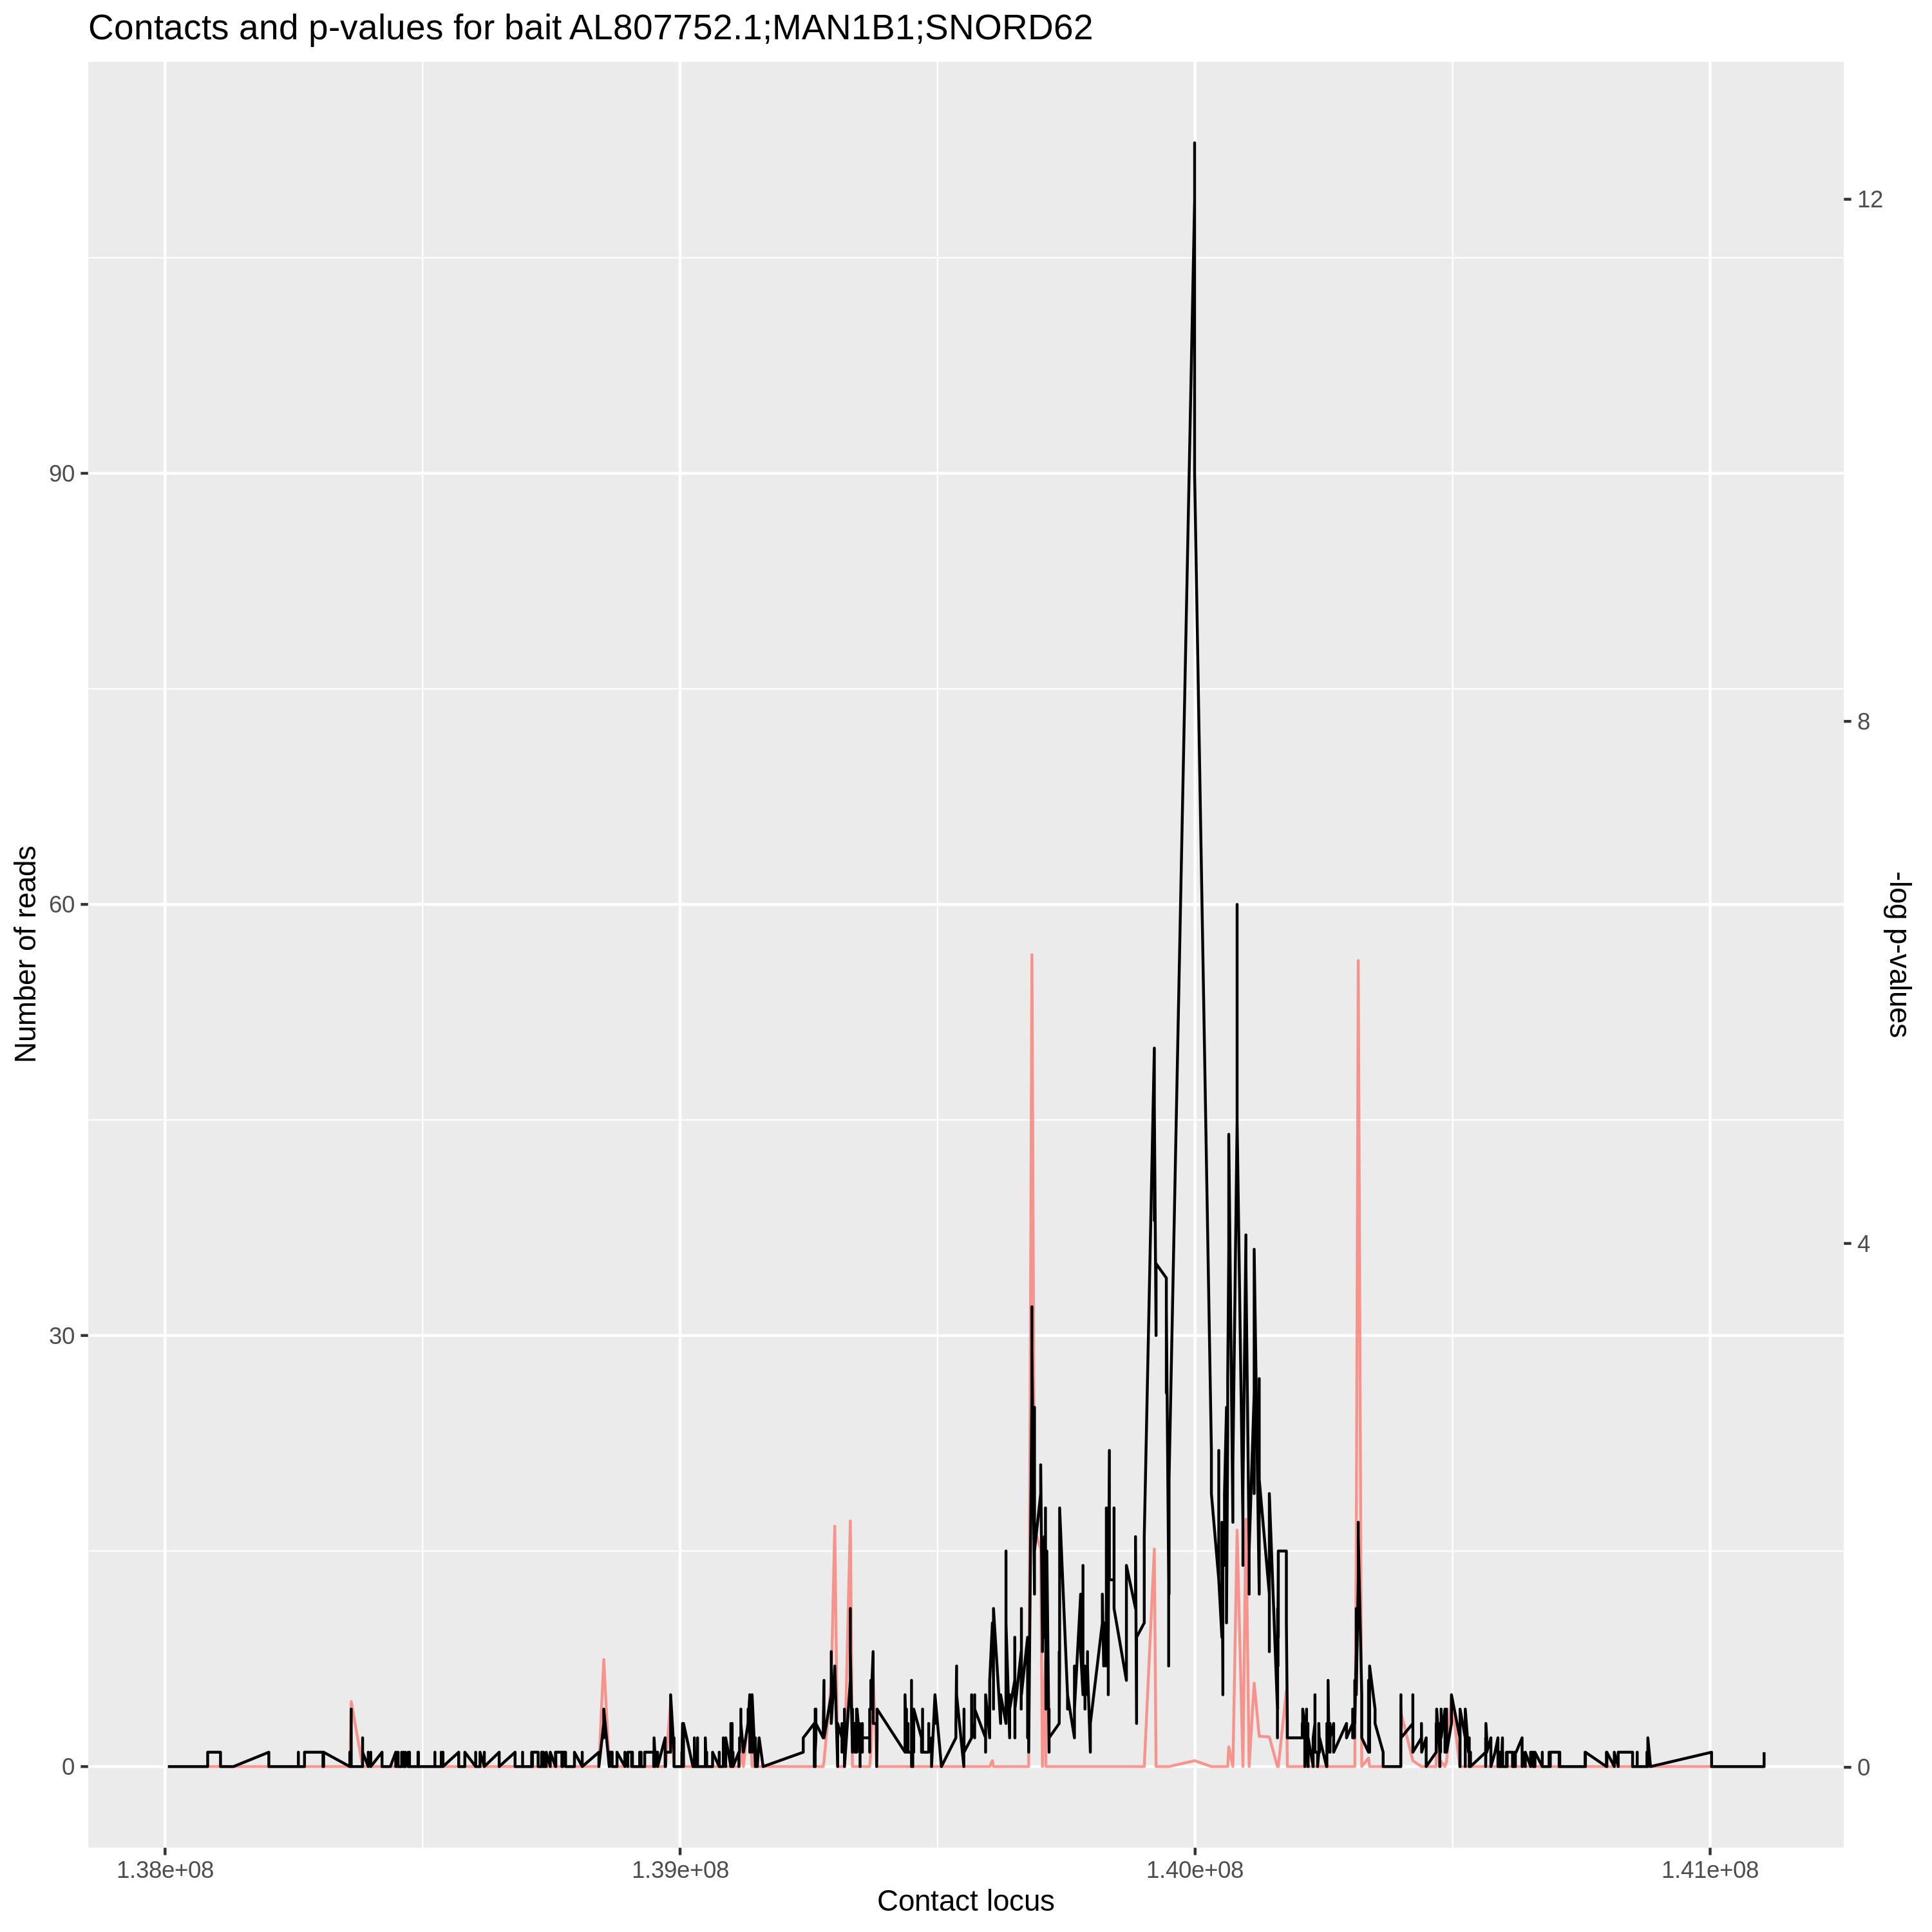 Contacts and p-values for bait AL807752.1;MAN1B1;SNORD62
Number of reads
90
60
30
0
12
8
4
0
-log p-values
1.38e+08
1.39e+08
1.40e+08
1.41e+08
Contact locus